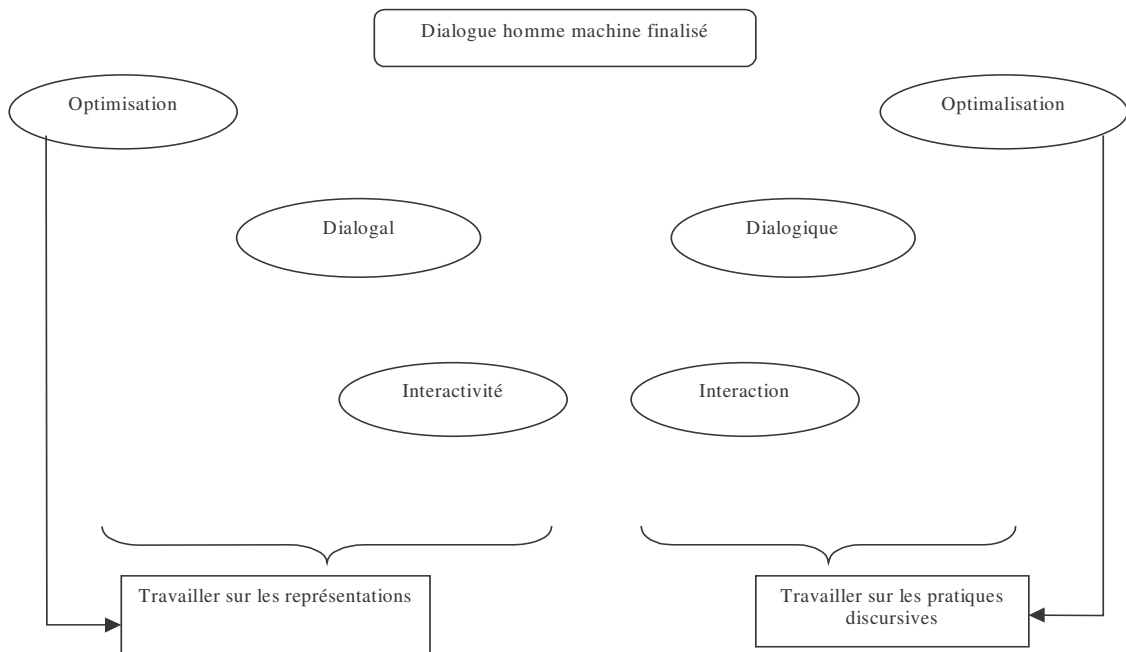 Dialogue homme machine finalisé
Optimisation
Optimalisation
Dialogal
Dialogique
Interactivité
Interaction
Travailler sur les représentations
Travailler sur les pratiques
discursives